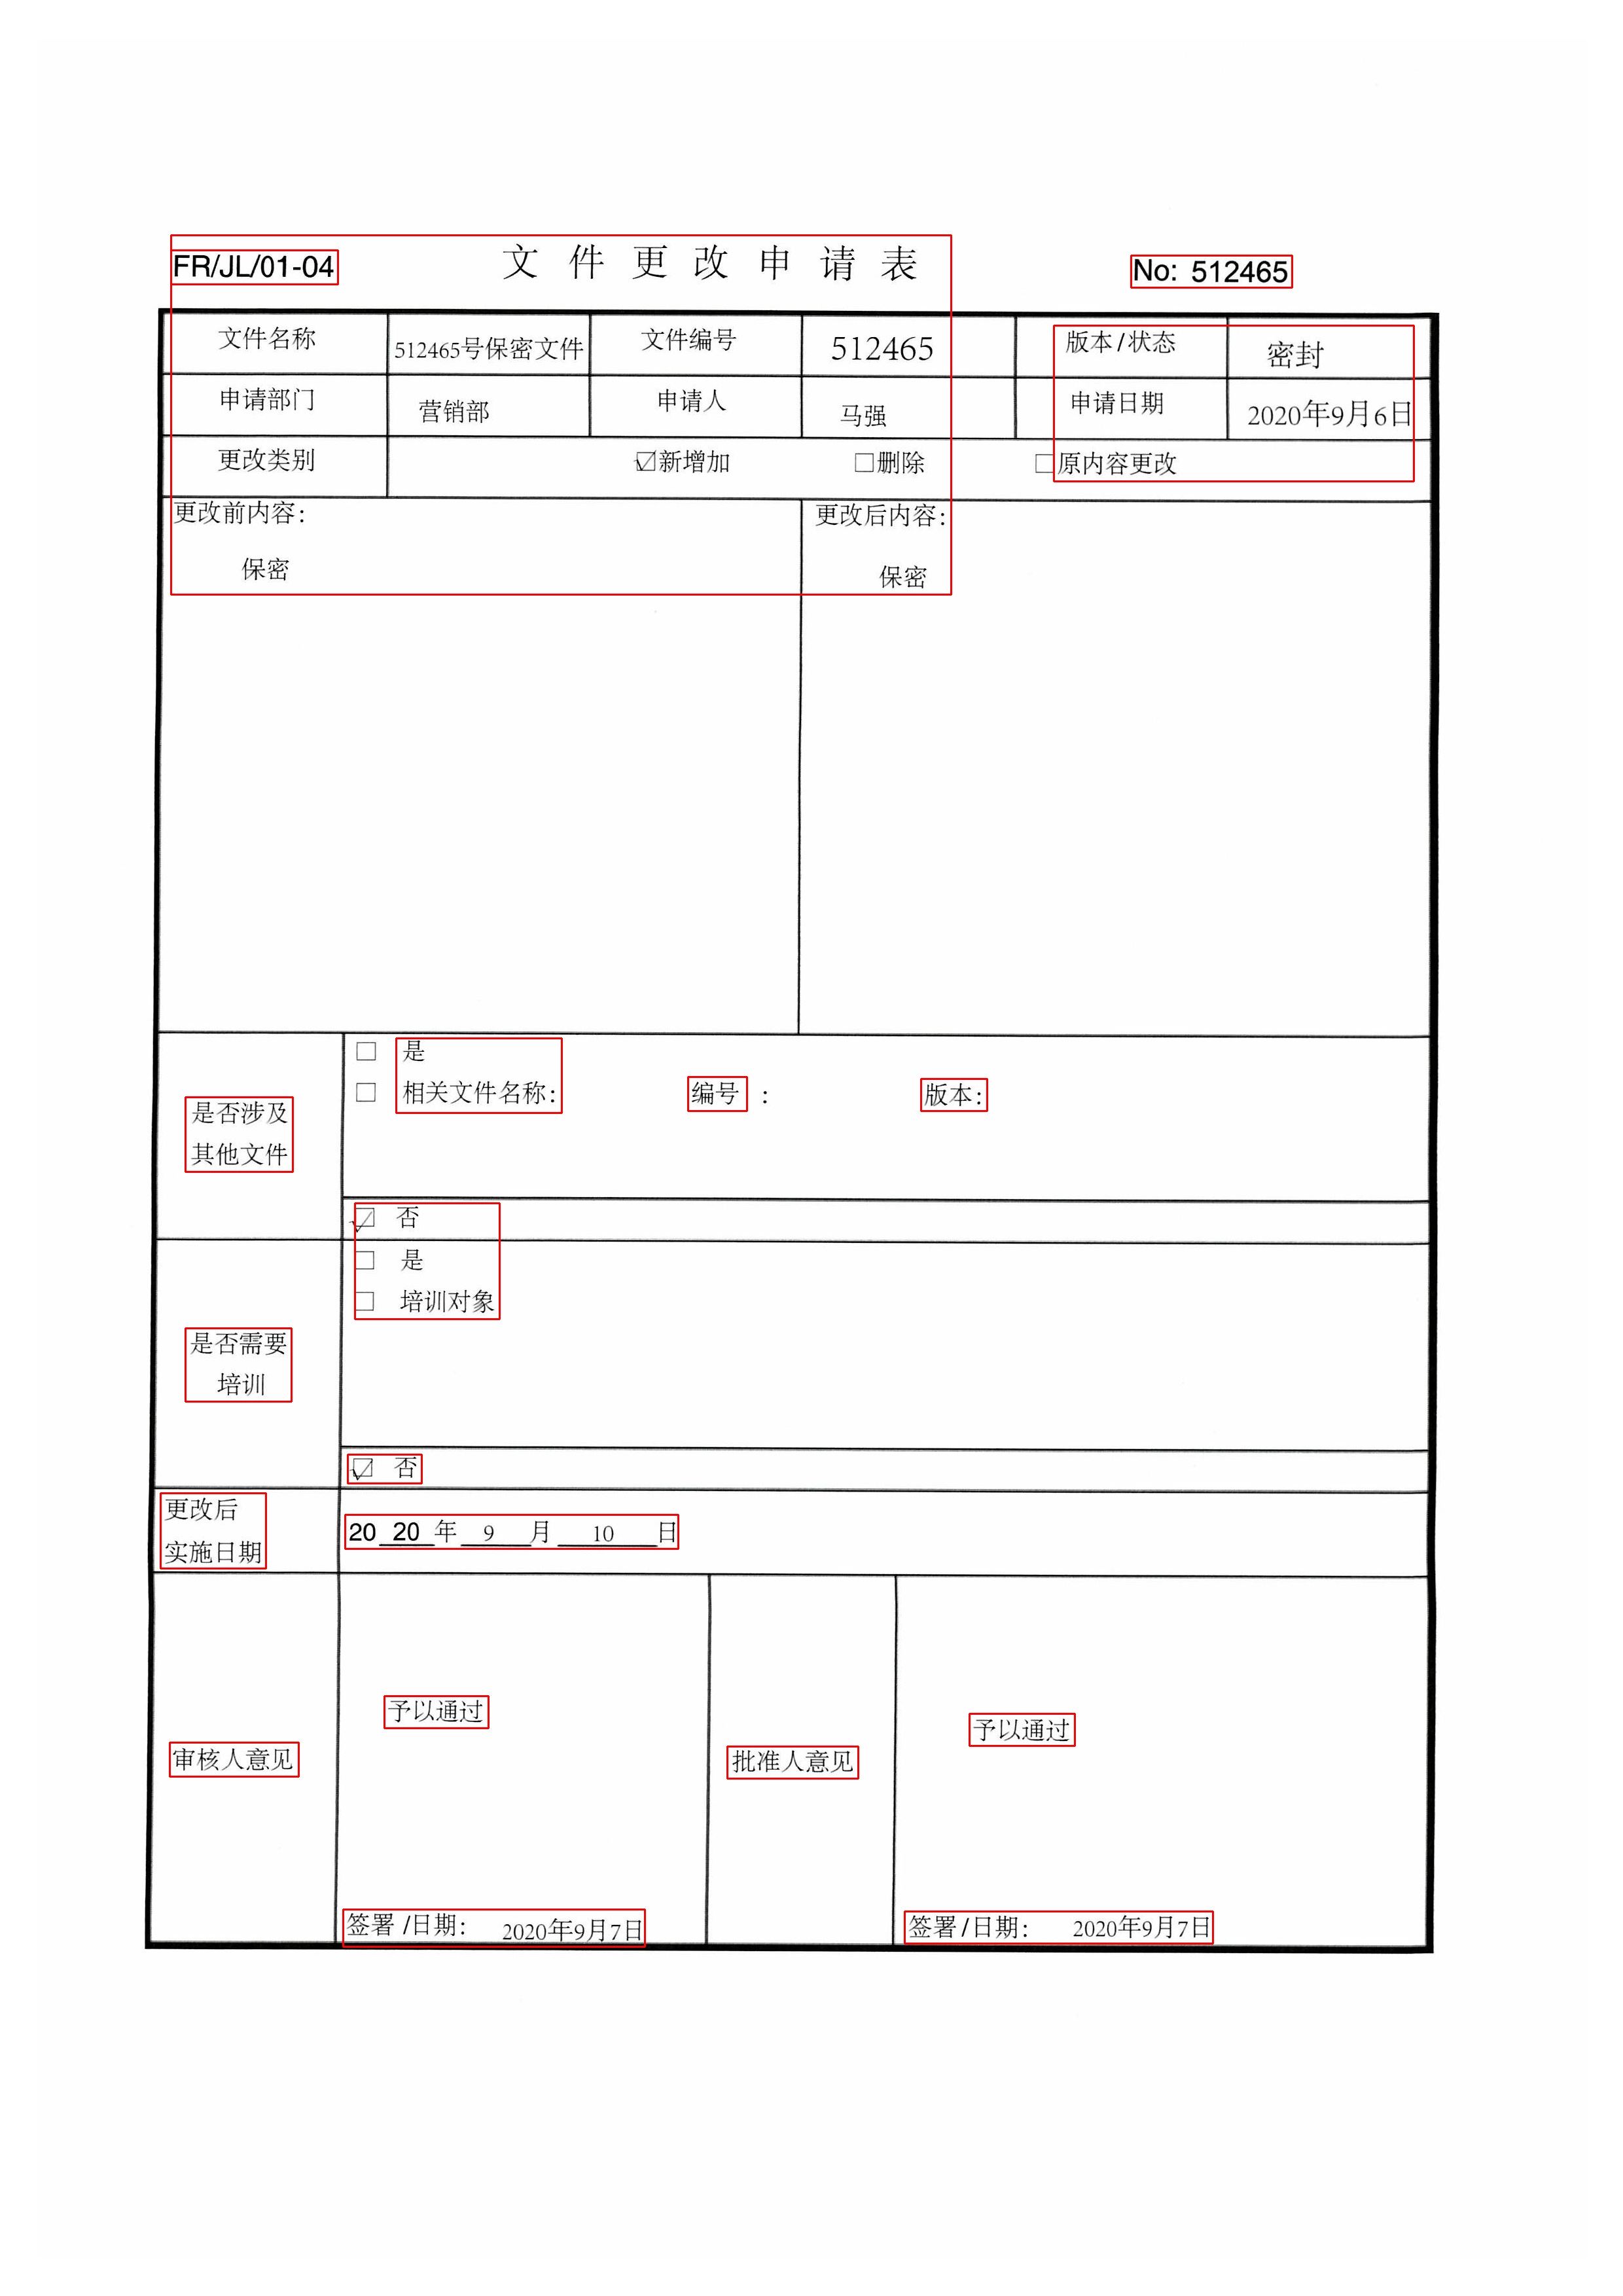 FR/JL/01-04 文件更改申请表 No: 512465
文件名称 512465号保密文件 文件编号 512465 版本/状态 密封
申请部门 营销部 申请人 马强 申请日期 2020年9月6日
更改类别 ☑新增加 □删除 □原内容更改
更改前内容: 更改后内容:
保密 保密
□ 是
□ 相关文件名称: 编号: 版本:
是否涉及
其他文件
☑ 否
□ 是
□ 培训对象
是否需要
培训
☑ 否
更改后
实施日期
2020年9月10日
审核人意见
予以通过
签署/日期: 2020年9月7日
批准人意见
予以通过
签署/日期: 2020年9月7日